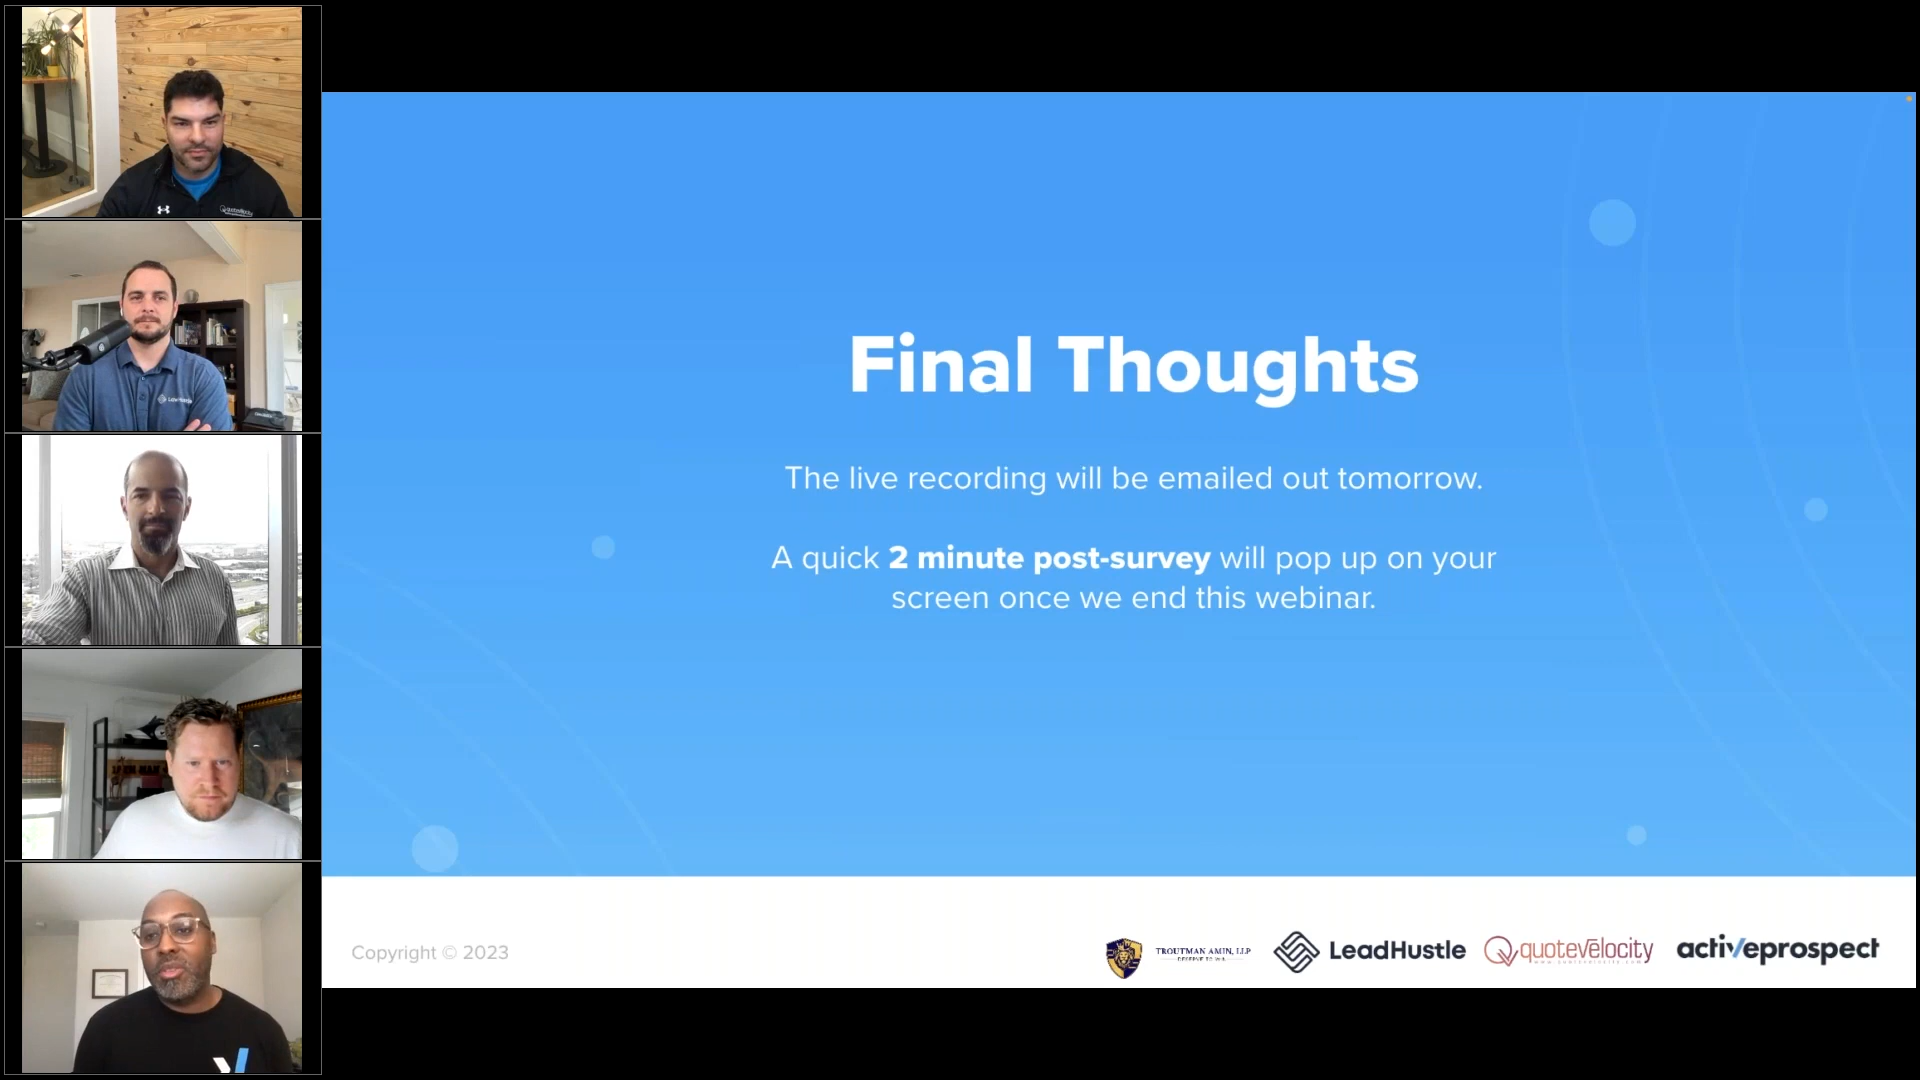 Final Thoughts
The live recording will be emailed out tomorrow.
A quick 2 minute post-survey will pop up on your
screen once we end this webinar.
Copyright © 2023
TROUTMAN AMIN, LLP
LeadHustle
quotevelocity
activeprospect
quotevelocity